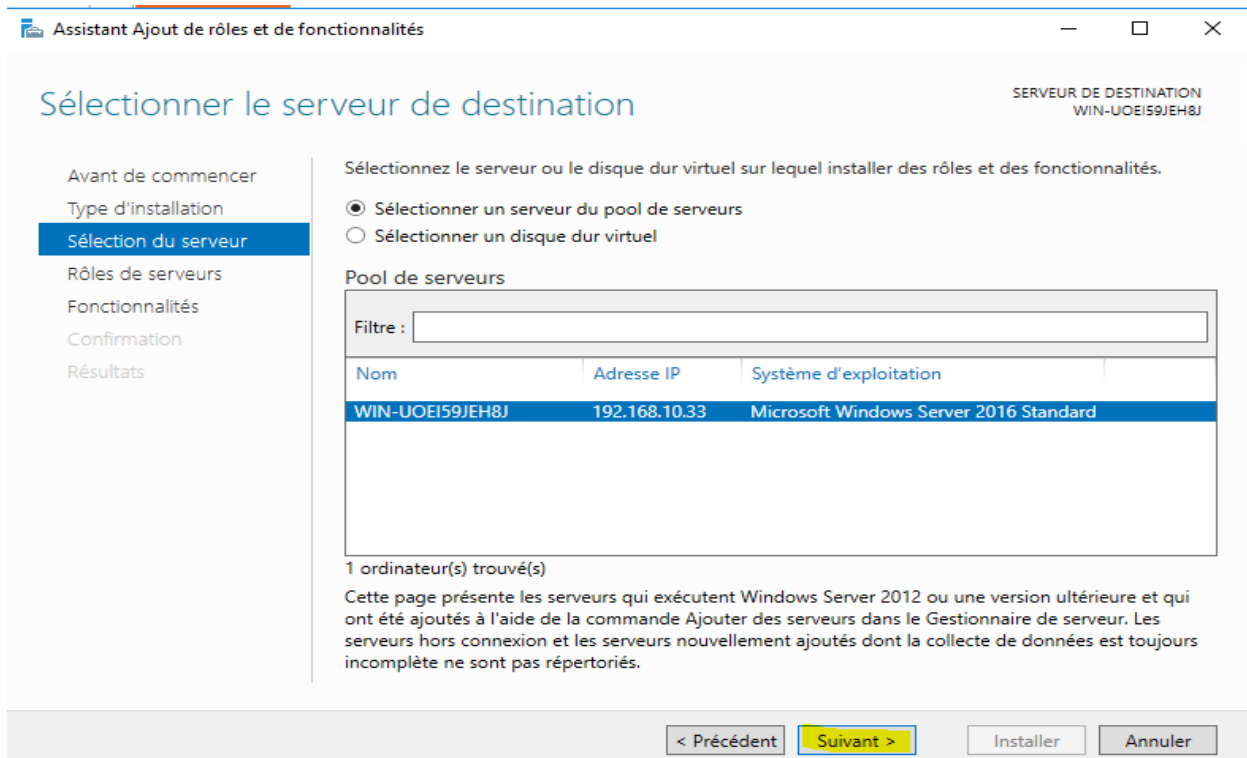 Assistant Ajout de rôles et de fonctionnalités
Sélectionner le serveur de destination
SERVEUR DE DESTINATION
WIN-UOEI59JEH8J
Avant de commencer
Type d'installation
Sélection du serveur
Rôles de serveurs
Fonctionnalités
Confirmation
Résultats
Sélectionnez le serveur ou le disque dur virtuel sur lequel installer des rôles et des fonctionnalités.
Sélectionner un serveur du pool de serveurs
Sélectionner un disque dur virtuel
Pool de serveurs
Filtre :
Nom Adresse IP Système d'exploitation
WIN-UOEI59JEH8J 192.168.10.33 Microsoft Windows Server 2016 Standard
1 ordinateur(s) trouvé(s)
Cette page présente les serveurs qui exécutent Windows Server 2012 ou une version ultérieure et qui
ont été ajoutés à l'aide de la commande Ajouter des serveurs dans le Gestionnaire de serveur. Les
serveurs hors connexion et les serveurs nouvellement ajoutés dont la collecte de données est toujours
incomplète ne sont pas répertoriés.
< Précédent Suivant > Installer Annuler